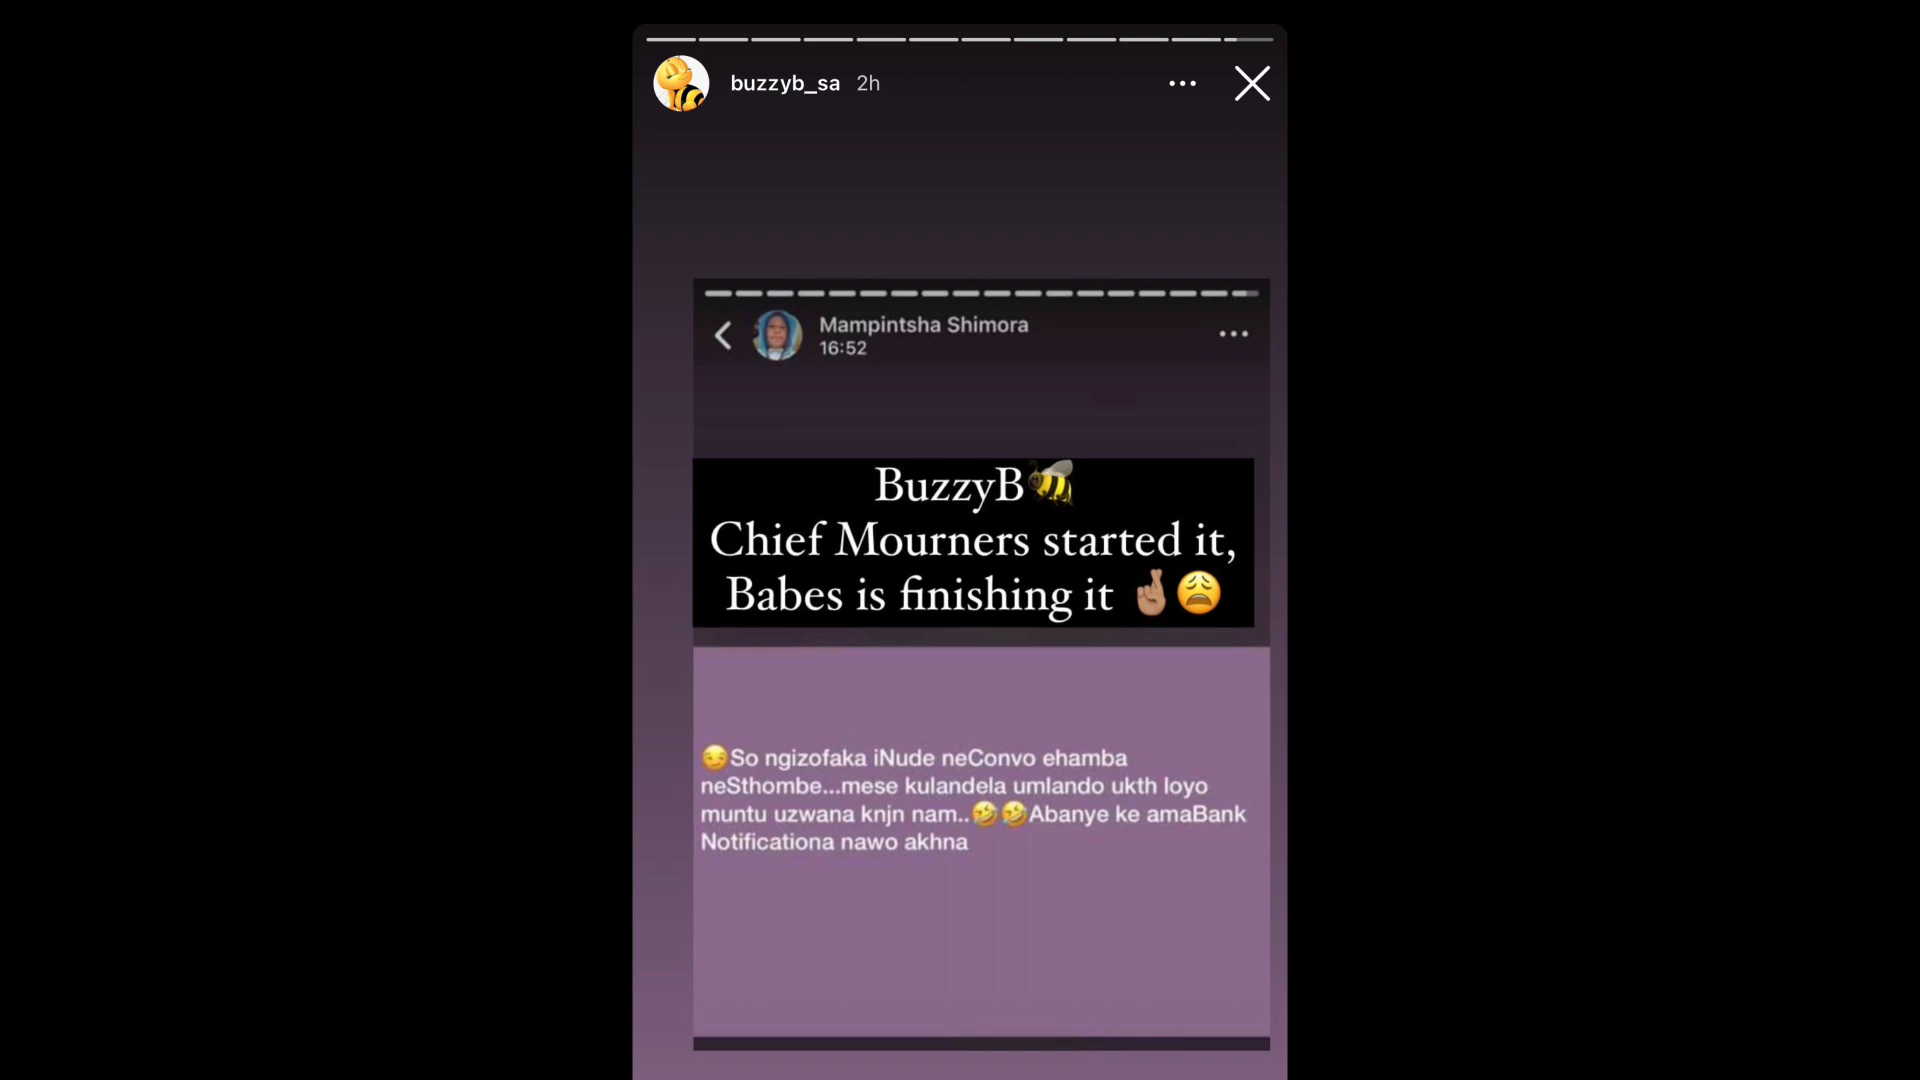 buzzyb_sa 2h
Mampintsha Shimora
16:52
BuzzyB🐝
Chief Mourners started it,
Babes is finishing it 🤞🏽😩
😏So ngizofaka iNude neConvo ehamba
neSthombe...mese kulandela umlando ukth loyo
muntu uzwana knjn nam..🤣🤣Abanye ke amaBank
Notificationa nawo akhna